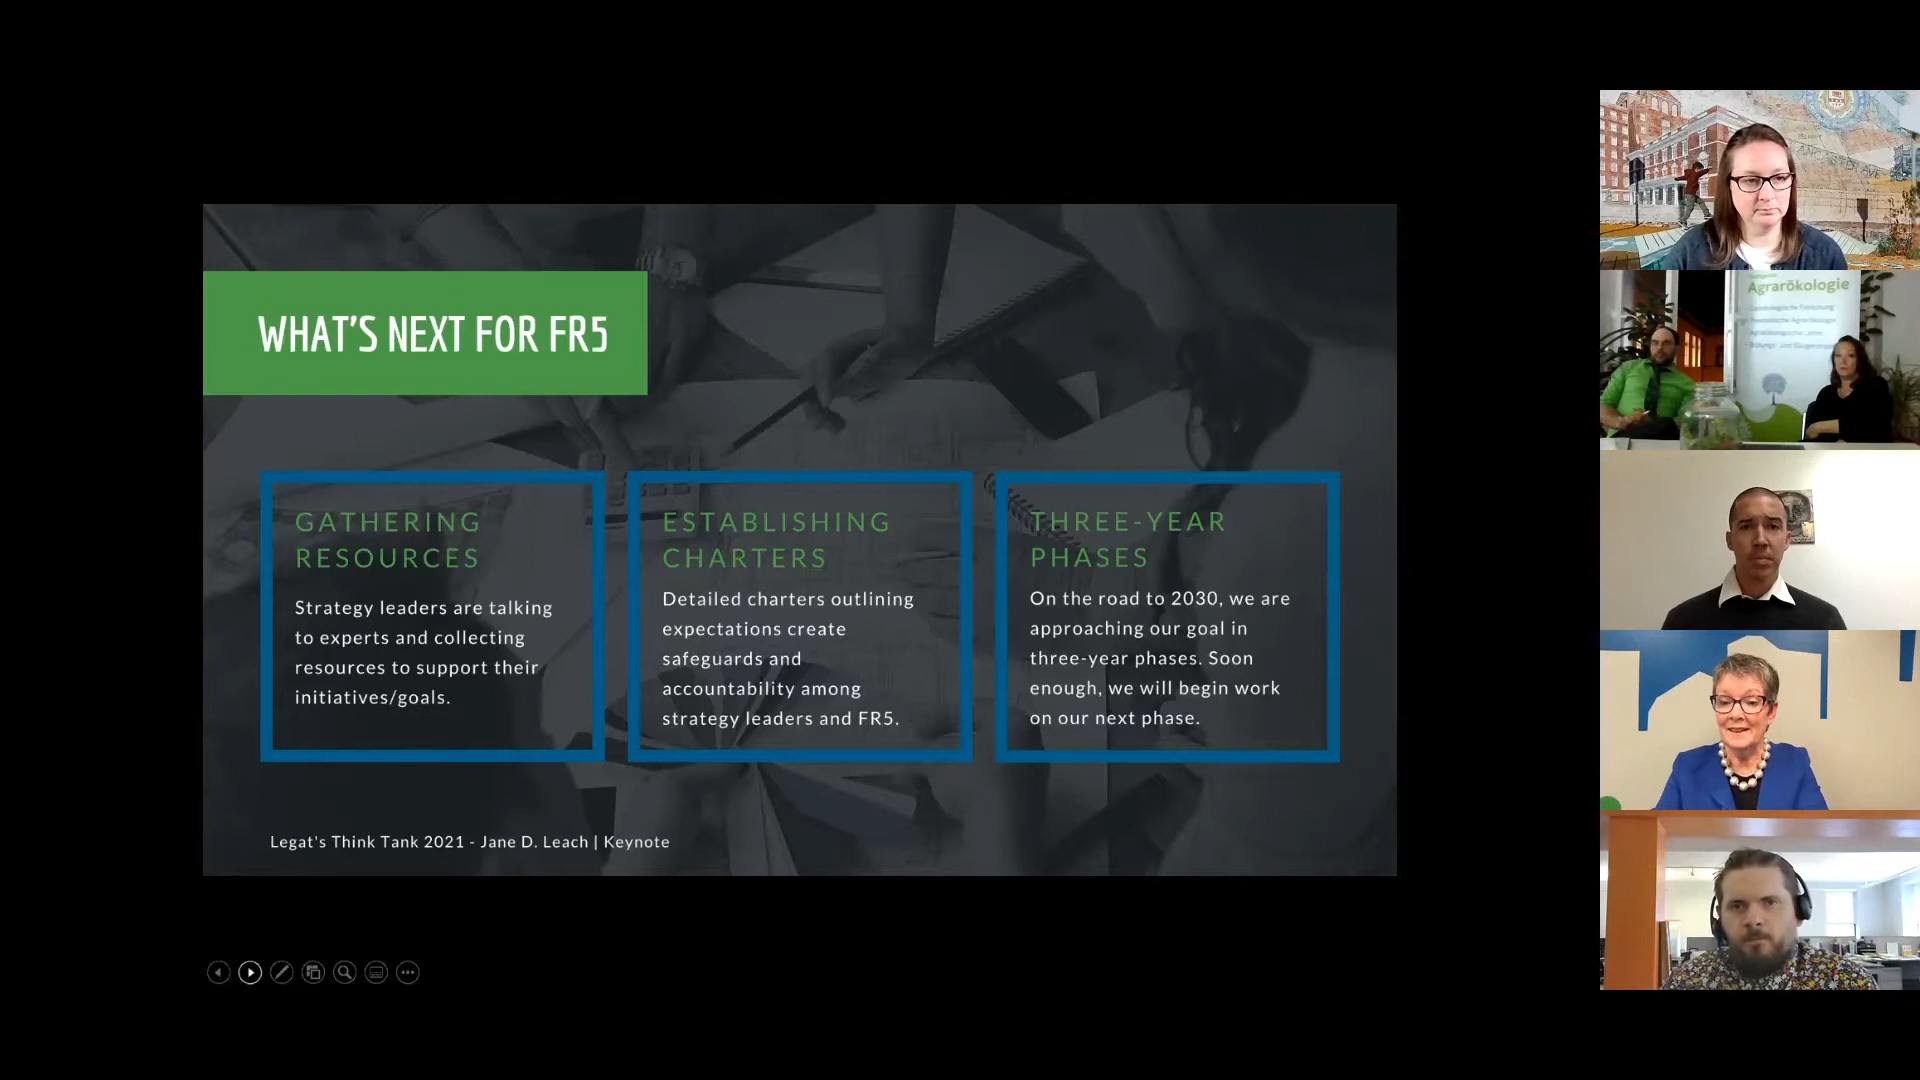 WHAT'S NEXT FOR FR5
GATHERING
RESOURCES
Strategy leaders are talking
to experts and collecting
resources to support their
initiatives/goals.
ESTABLISHING
CHARTERS
Detailed charters outlining
expectations create
safeguards and
accountability among
strategy leaders and FR5.
THREE-YEAR
PHASES
On the road to 2030, we are
approaching our goal in
three-year phases. Soon
enough, we will begin work
on our next phase.
Legat's Think Tank 2021 - Jane D. Leach | Keynote
Agrarökologie